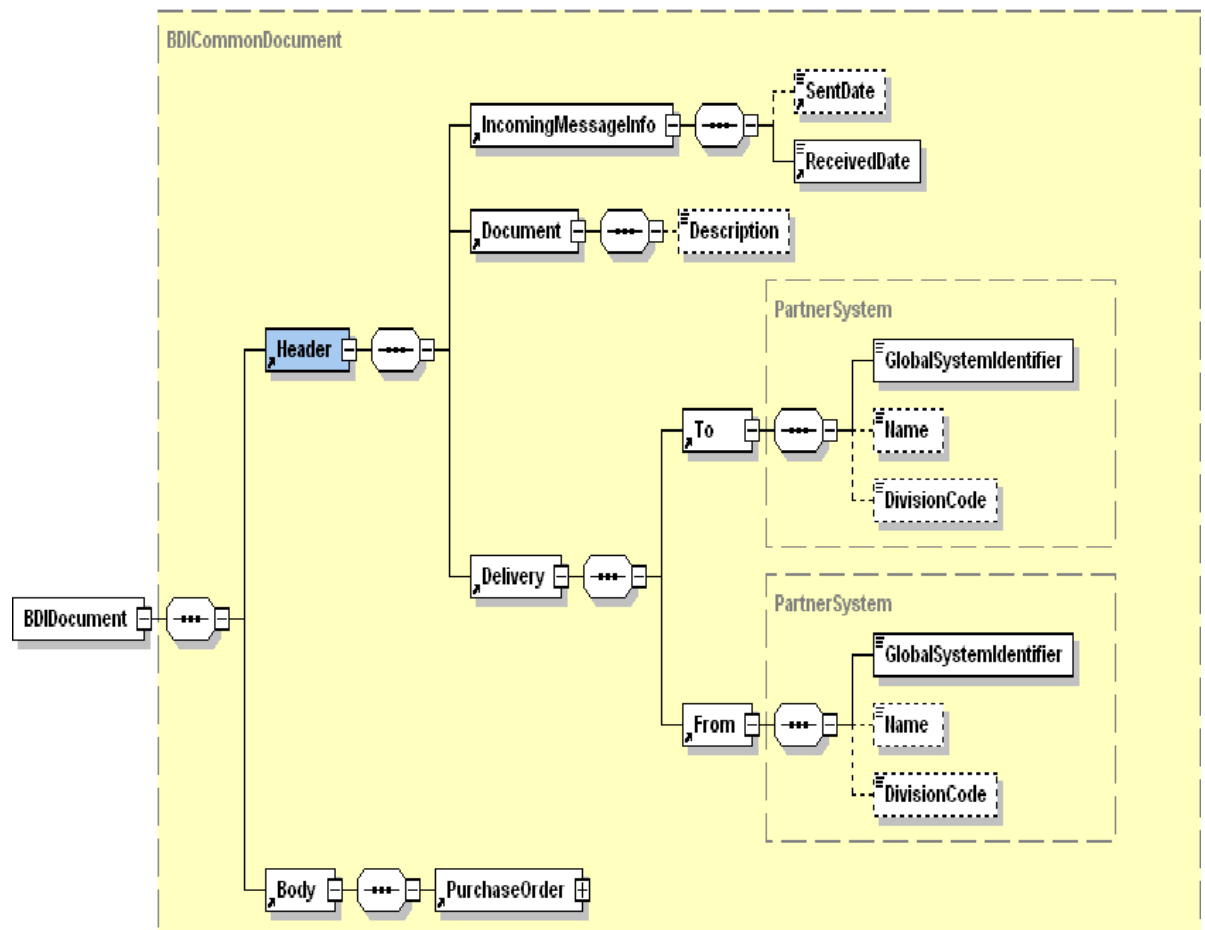 BDICommonDocument
SentDate
IncomingMessageInfo
ReceivedDate
Document
Description
PartnerSystem
Header
GlobalSystemIdentifier
To
Name
DivisionCode
Delivery
PartnerSystem
BDIDocument
GlobalSystemIdentifier
From
Name
DivisionCode
Body
PurchaseOrder